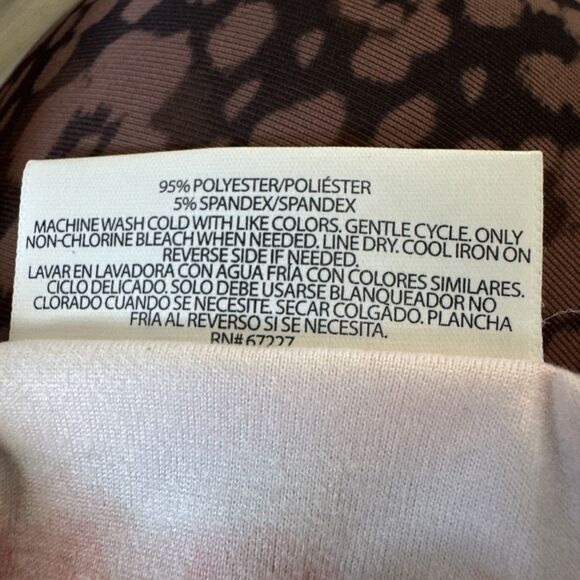 95% POLYESTER/POLIÉSTER
5% SPANDEX/SPANDEX
MACHINE WASH COLD WITH LIKE COLORS. GENTLE CYCLE. ONLY
NON-CHLORINE BLEACH WHEN NEEDED. LINE DRY. COOL IRON ON
REVERSE SIDE IF NEEDED.
LAVAR EN LAVADORA CON AGUA FRÍA CON COLORES SIMILARES.
CICLO DELICADO. SOLO DEBE USARSE BLANQUEADOR NO
CLORADO CUANDO SE NECESITE. SECAR COLGADO. PLANCHA
FRÍA AL REVERSO SI SE NECESITA.
RN# 67227